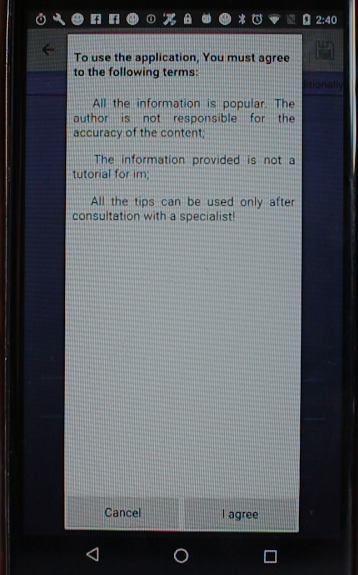 2:40
ditionally
To use the application, You must agree
to the following terms:
All the information is popular. The
author is not responsible for the
accuracy of the content;
The information provided is not a
tutorial for im;
All the tips can be used only after
consultation with a specialist!
Cancel
I agree